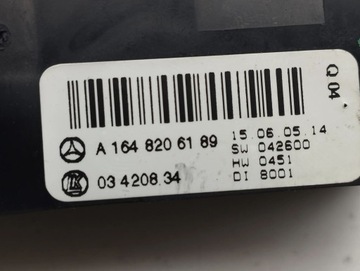 Q 04
A 164 820 61 89
15.06.05.14
SW 042600
HW 0451
DI 8001
03 4208 34